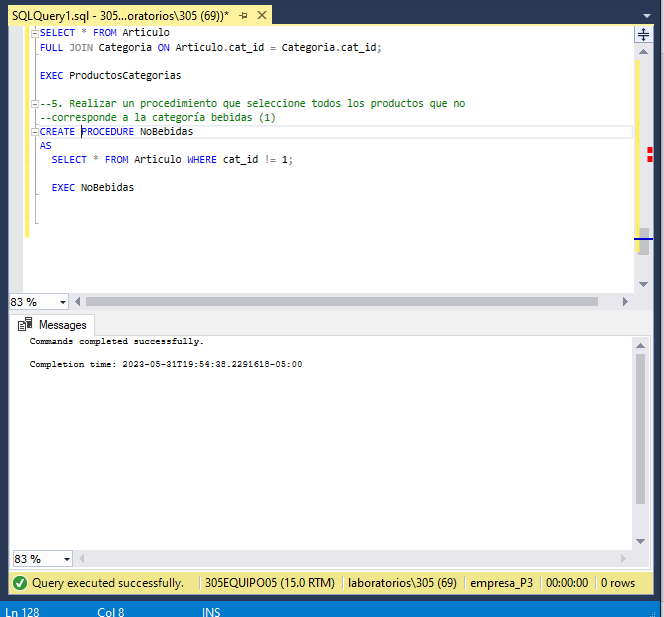 SQLQuery1.sql - 305...oratorios\305 (69))*
SELECT * FROM Articulo
FULL JOIN Categoria ON Articulo.cat_id = Categoria.cat_id;
EXEC ProductosCategorias
--5. Realizar un procedimiento que seleccione todos los productos que no
--corresponde a la categoría bebidas (1)
CREATE PROCEDURE NoBebidas
AS
SELECT * FROM Articulo WHERE cat_id != 1;
EXEC NoBebidas
83 %
Messages
Commands completed successfully.
Completion time: 2023-05-31T19:54:38.2291618-05:00
83 %
Query executed successfully. 305EQUIPO05 (15.0 RTM) laboratorios\305 (69) empresa_P3 00:00:00 0 rows
Ln 128 Col 8 INS